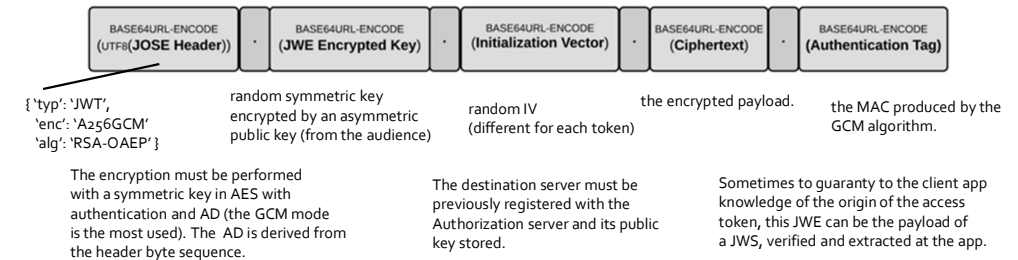 BASE64URL-ENCODE
(UTF8(JOSE Header))
.
BASE64URL-ENCODE
(JWE Encrypted Key)
.
BASE64URL-ENCODE
(Initialization Vector)
.
BASE64URL-ENCODE
(Ciphertext)
.
BASE64URL-ENCODE
(Authentication Tag)
{ ‘typ’: ‘JWT’,
‘enc’: ‘A256GCM’
‘alg’: ‘RSA-OAEP’ }
random symmetric key
encrypted by an asymmetric
public key (from the audience)
random IV
(different for each token)
the encrypted payload.
the MAC produced by the
GCM algorithm.
The encryption must be performed
with a symmetric key in AES with
authentication and AD (the GCM mode
is the most used). The AD is derived from
the header byte sequence.
The destination server must be
previously registered with the
Authorization server and its public
key stored.
Sometimes to guaranty to the client app
knowledge of the origin of the access
token, this JWE can be the payload of
a JWS, verified and extracted at the app.